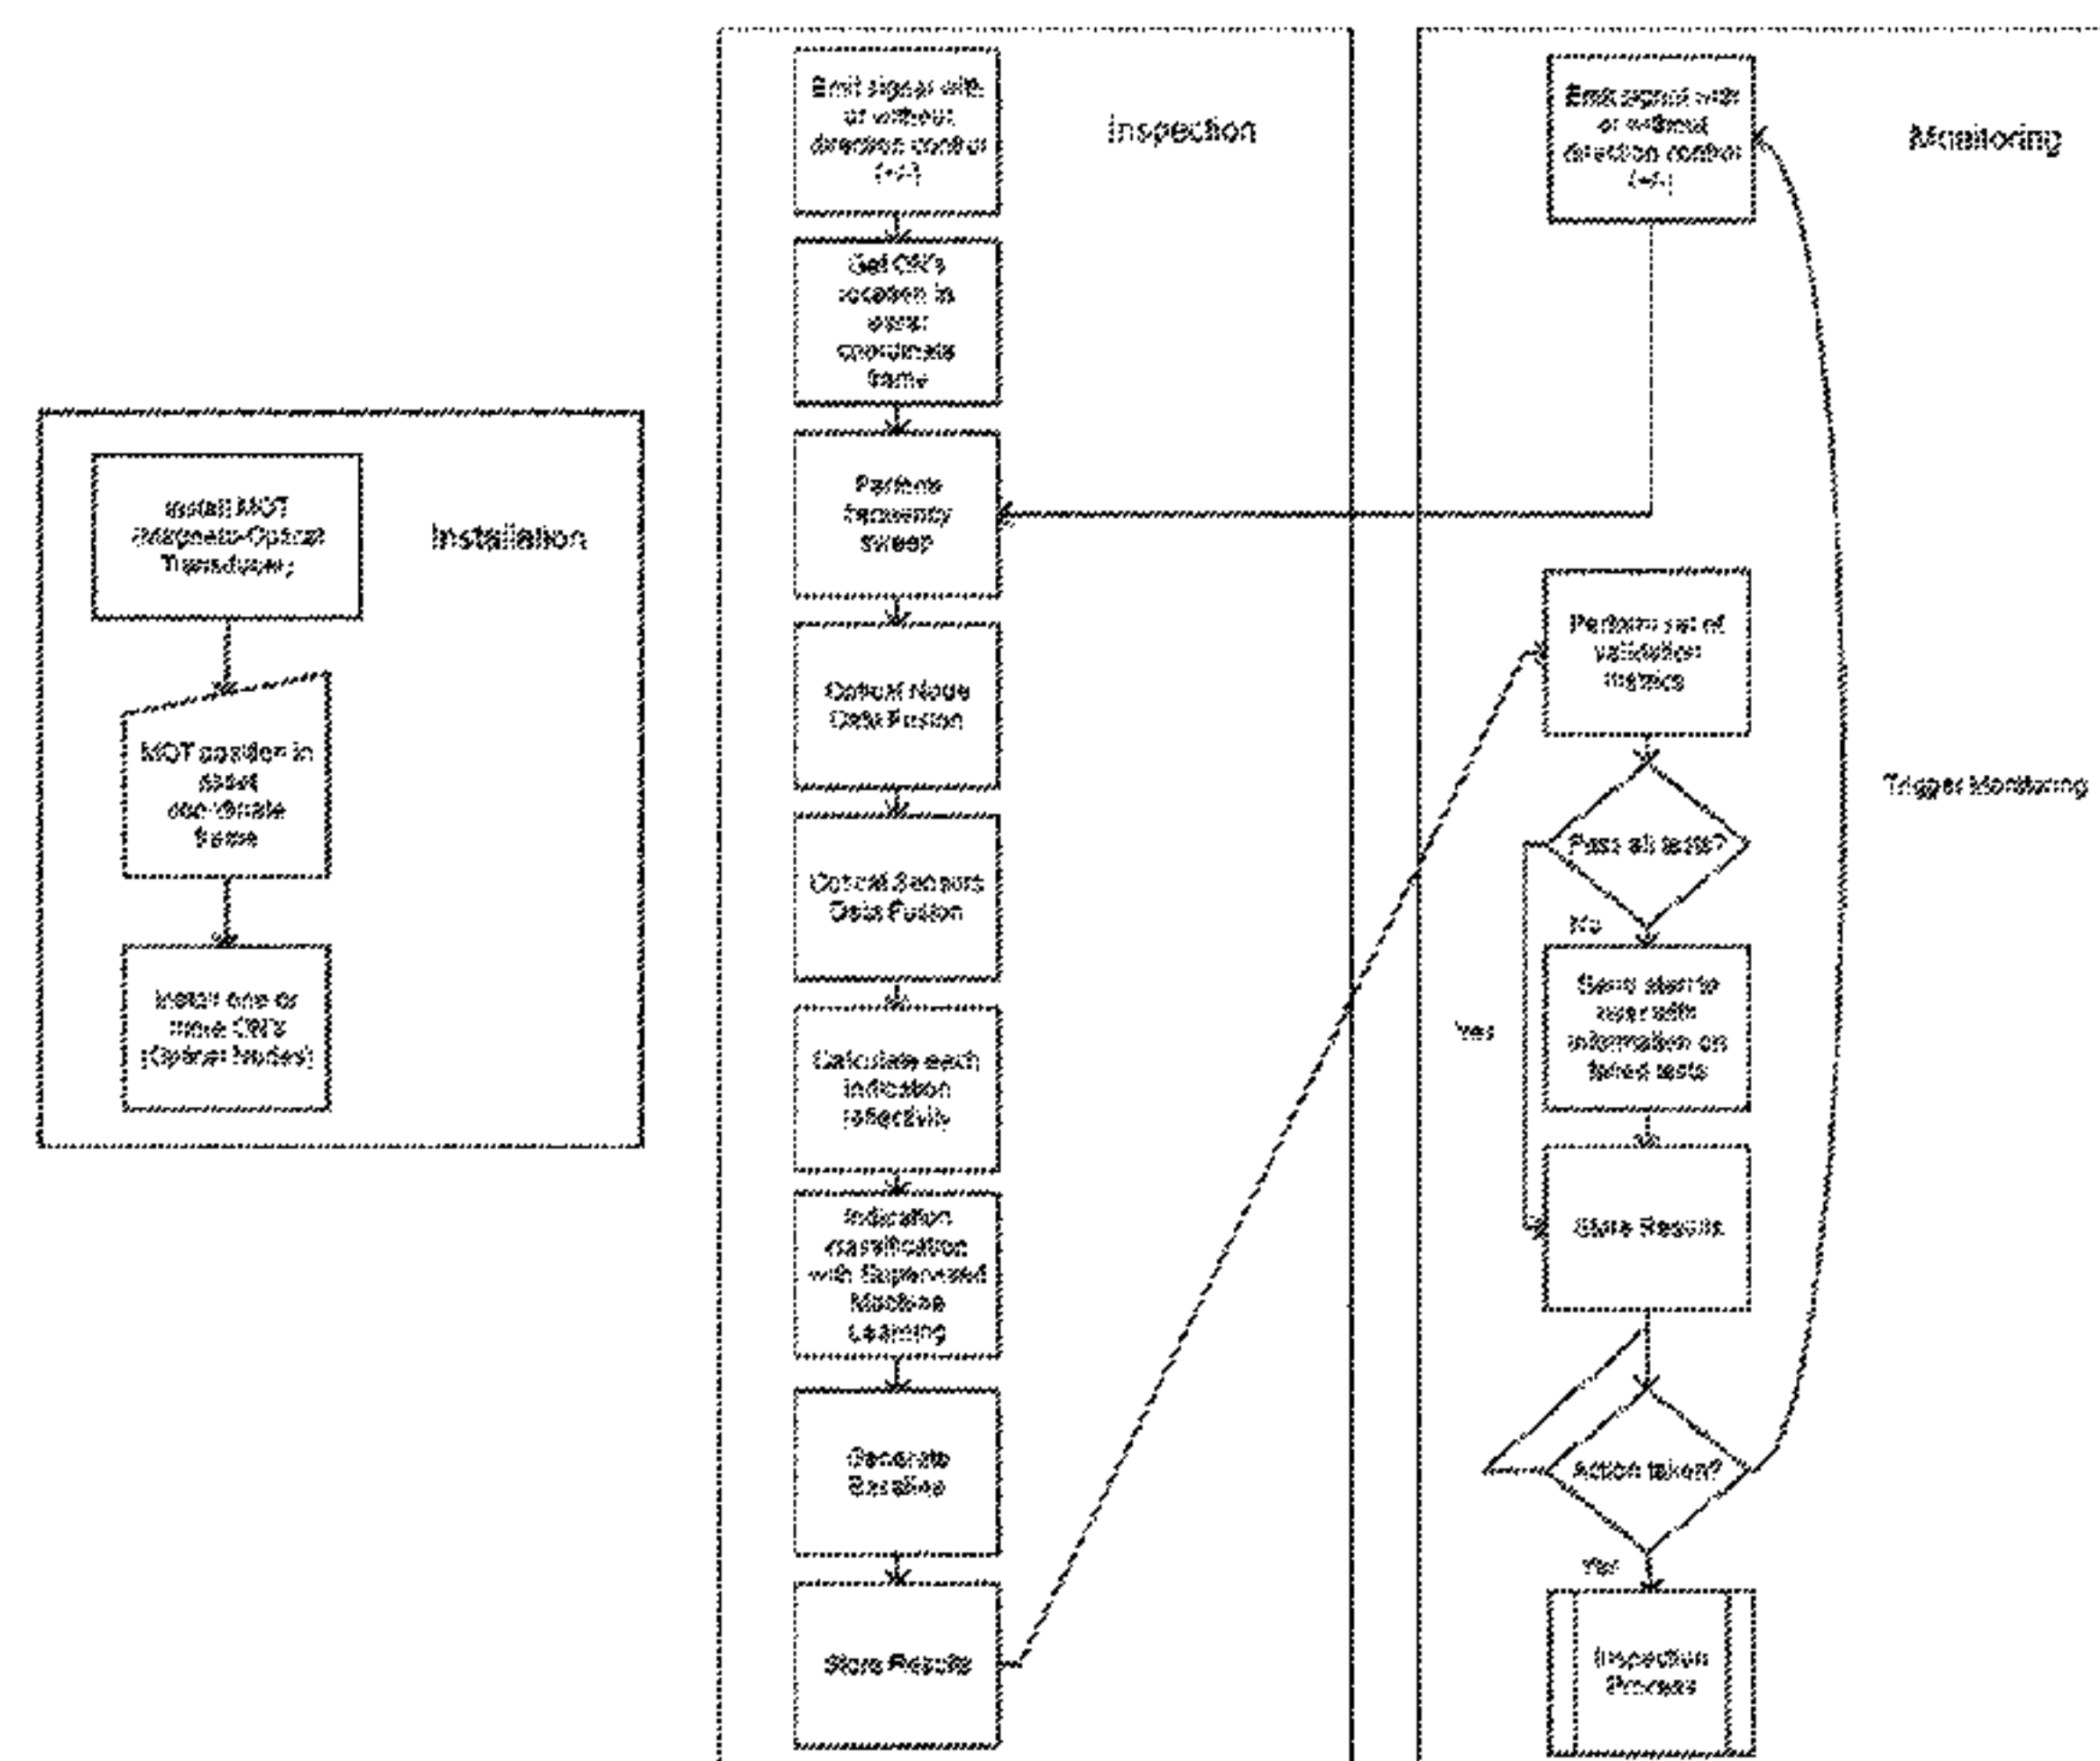 Installation
Install MOT
(Magneto-Optical
Transducer)
MOT position in
asset
coordinate
frame
Install one or
more ON's
(Optical Nodes)
Inspection
Emit signal with
or without
direction control
(+/-)
Get ON's
location in
asset
coordinate
frame
Perform
frequency
sweep
Optical Node
Data Fusion
Optical Sensors
Data Fusion
Calculate each
indication
reflectivity
Indication
classification
with Supervised
Machine
Learning
Generate
Baseline
Store Results
Monitoring
Emit signal with
or without
direction control
(+/-)
Perform set of
validation
metrics
Pass all tests?
No
Yes
Send alert to
user with
information on
failed tests
Store Results
Action taken?
Yes
Inspection
Process
Trigger Monitoring